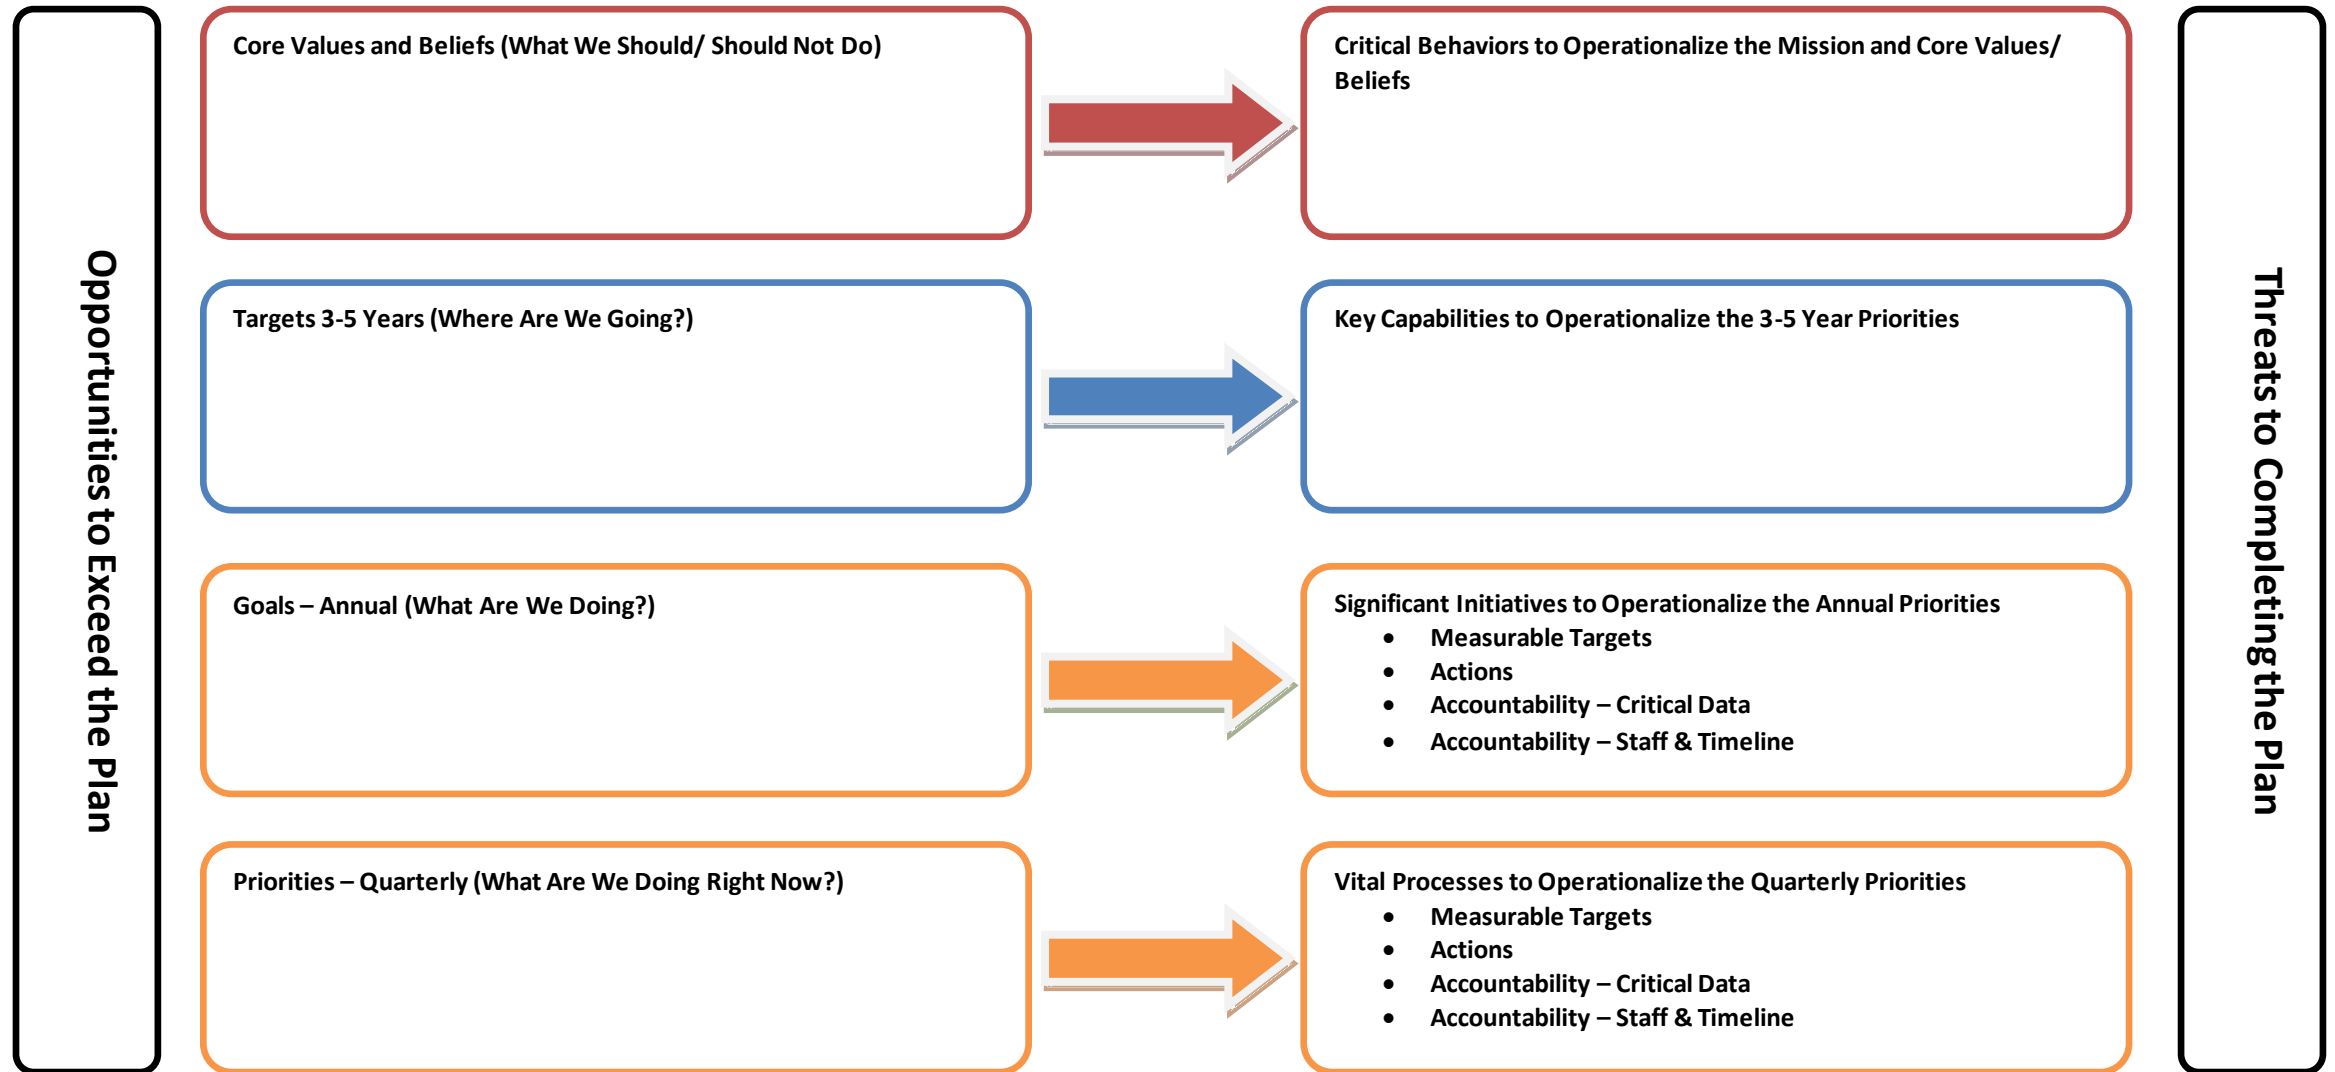 Opportunities to Exceed the Plan
Core Values and Beliefs (What We Should/ Should Not Do)
Critical Behaviors to Operationalize the Mission and Core Values/
Beliefs
Targets 3-5 Years (Where Are We Going?)
Key Capabilities to Operationalize the 3-5 Year Priorities
Goals – Annual (What Are We Doing?)
Significant Initiatives to Operationalize the Annual Priorities
• Measurable Targets
• Actions
• Accountability – Critical Data
• Accountability – Staff & Timeline
Priorities – Quarterly (What Are We Doing Right Now?)
Vital Processes to Operationalize the Quarterly Priorities
• Measurable Targets
• Actions
• Accountability – Critical Data
• Accountability – Staff & Timeline
Threats to Completing the Plan